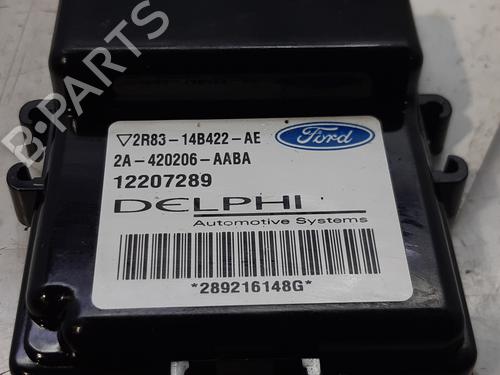 B-PARTS
▽2R83-14B422-AE
Ford
2A-420206-AABA
12207289
DELPHI
Automotive Systems
*289216148G*